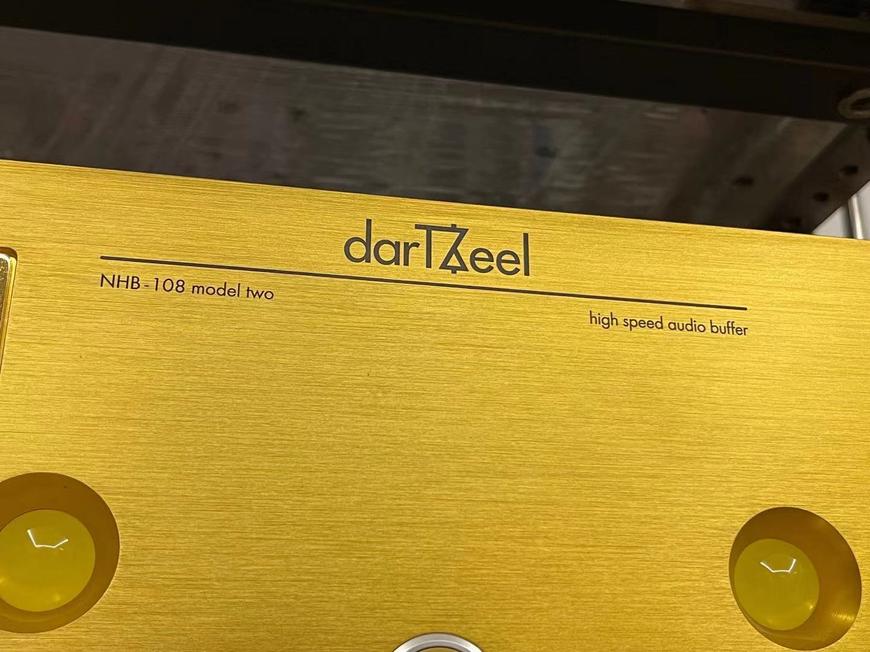 darTZeel
NHB-108 model two
high speed audio buffer